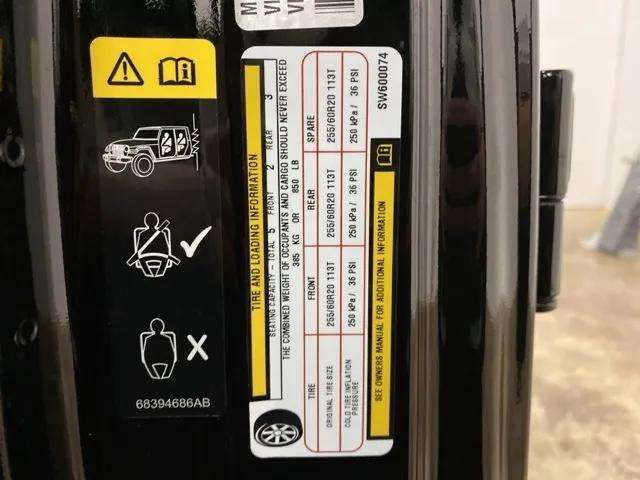 TIRE AND LOADING INFORMATION
SEATING CAPACITY - TOTAL 5 FRONT 2 REAR 3
THE COMBINED WEIGHT OF OCCUPANTS AND CARGO SHOULD NEVER EXCEED
385 KG OR 850 LB
TIRE FRONT REAR SPARE
ORIGINAL TIRE SIZE 255/60R20 113T 255/60R20 113T 255/60R20 113T
COLD TIRE INFLATION PRESSURE 250 kPa / 36 PSI 250 kPa / 36 PSI 250 kPa / 36 PSI
SEE OWNERS MANUAL FOR ADDITIONAL INFORMATION
SW600074
68394686AB